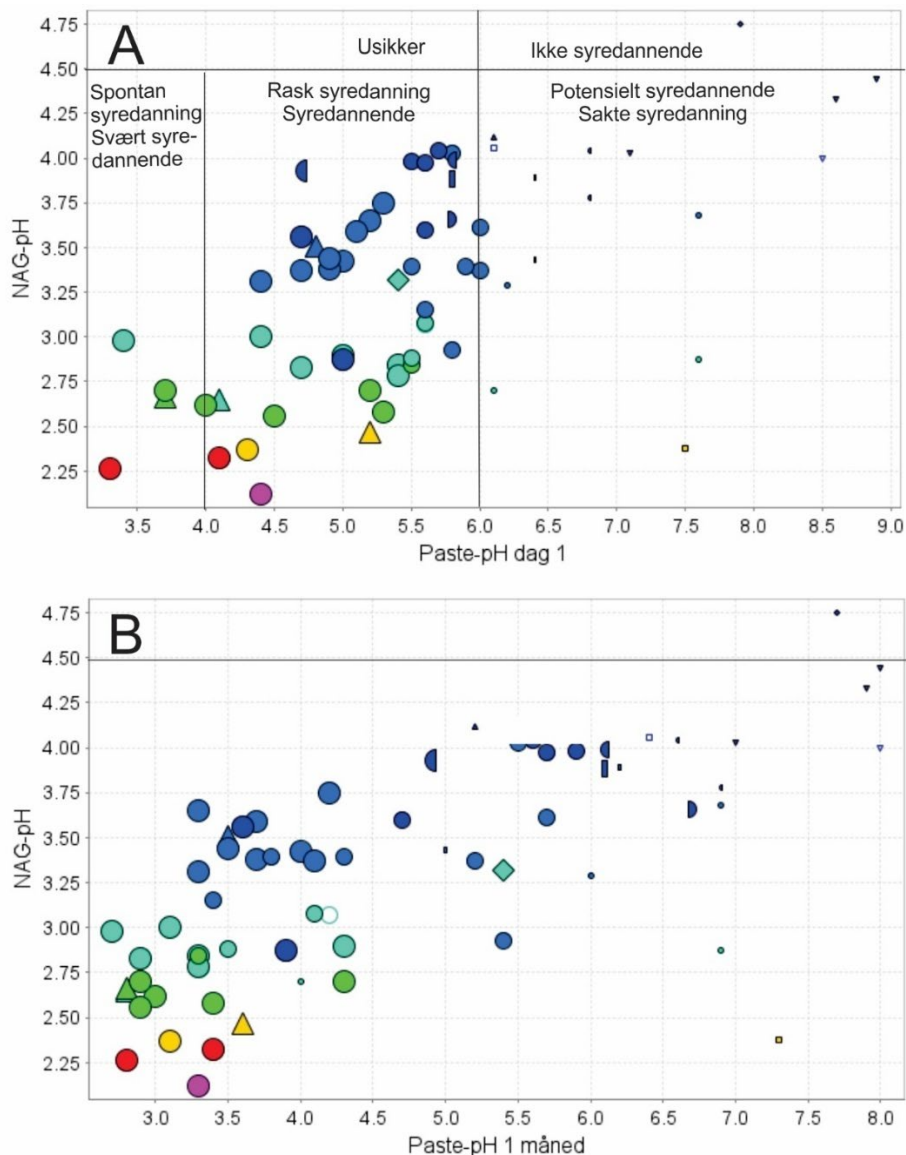 A
Usikker
Ikke syredannende
Spontan
syredanning
Svært syre-
dannende
Rask syredanning
Syredannende
Potensielt syredannende
Sakte syredanning
NAG-pH
4.75
4.50
4.25
4.00
3.75
3.50
3.25
3.00
2.75
2.50
2.25
3.5 4.0 4.5 5.0 5.5 6.0 6.5 7.0 7.5 8.0 8.5 9.0
Paste-pH dag 1
B
NAG-pH
4.75
4.50
4.25
4.00
3.75
3.50
3.25
3.00
2.75
2.50
2.25
3.0 3.5 4.0 4.5 5.0 5.5 6.0 6.5 7.0 7.5 8.0
Paste-pH 1 måned